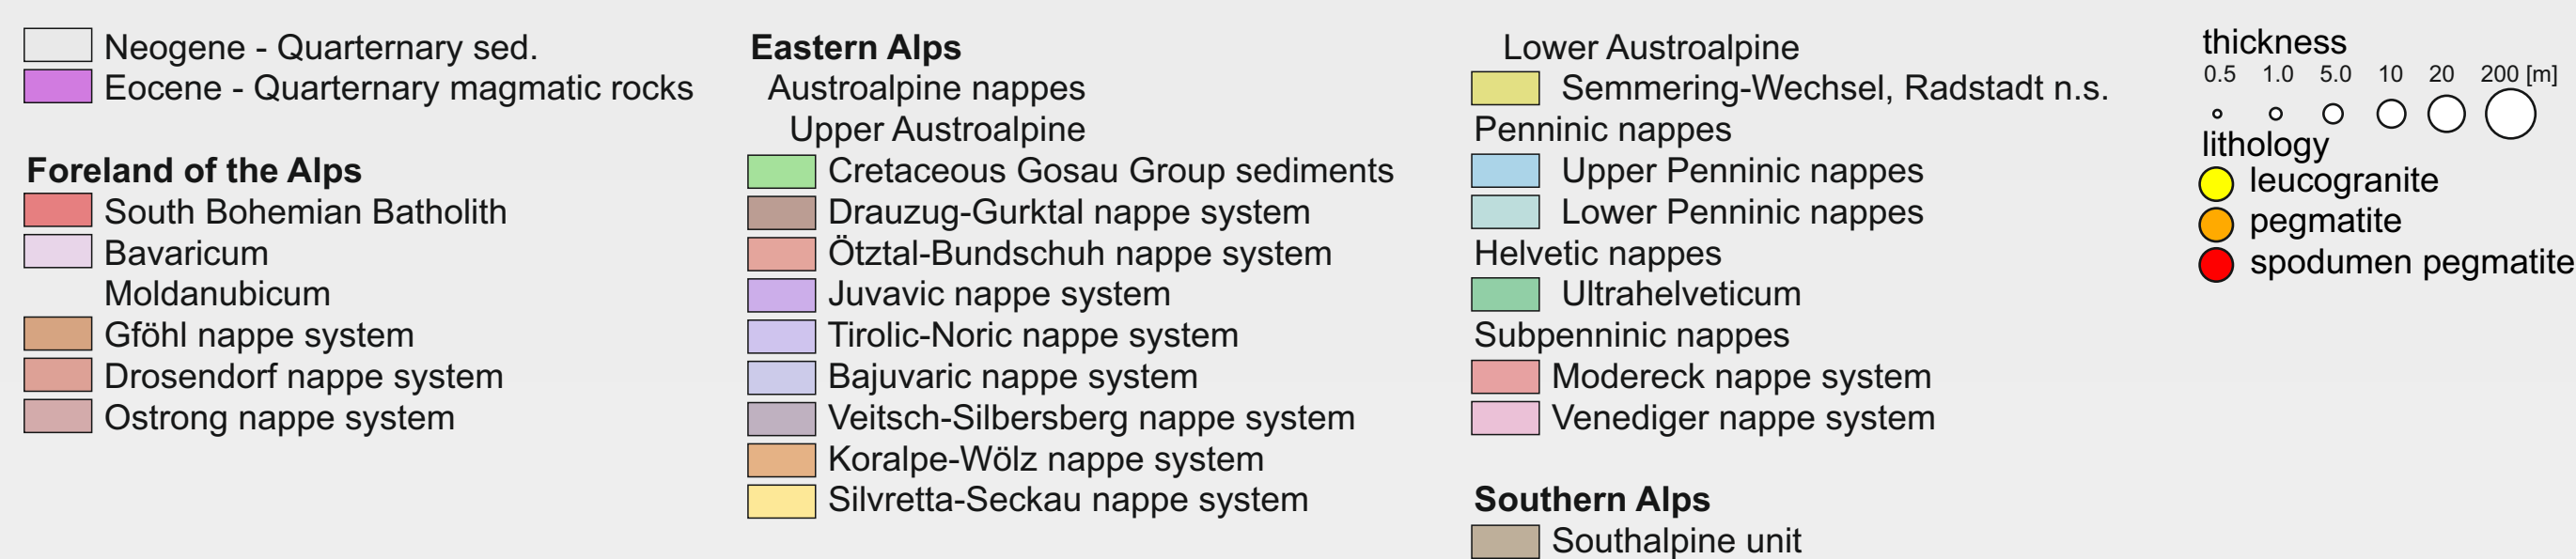 Neogene - Quarternary sed.
Eocene - Quarternary magmatic rocks
Foreland of the Alps
South Bohemian Batholith
Bavaricum
Moldanubicum
Gföhl nappe system
Drosendorf nappe system
Ostrong nappe system
Eastern Alps
Austroalpine nappes
Upper Austroalpine
Cretaceous Gosau Group sediments
Drauzug-Gurktal nappe system
Ötztal-Bundschuh nappe system
Juvavic nappe system
Tirolic-Noric nappe system
Bajuvaric nappe system
Veitsch-Silbersberg nappe system
Koralpe-Wölz nappe system
Silvretta-Seckau nappe system
Lower Austroalpine
Semmering-Wechsel, Radstadt n.s.
Penninic nappes
Upper Penninic nappes
Lower Penninic nappes
Helvetic nappes
Ultrahelveticum
Subpenninic nappes
Modereck nappe system
Venediger nappe system
Southern Alps
Southalpine unit
thickness
0.5 1.0 5.0 10 20 200 [m]
lithology
leucogranite
pegmatite
spodumen pegmatite